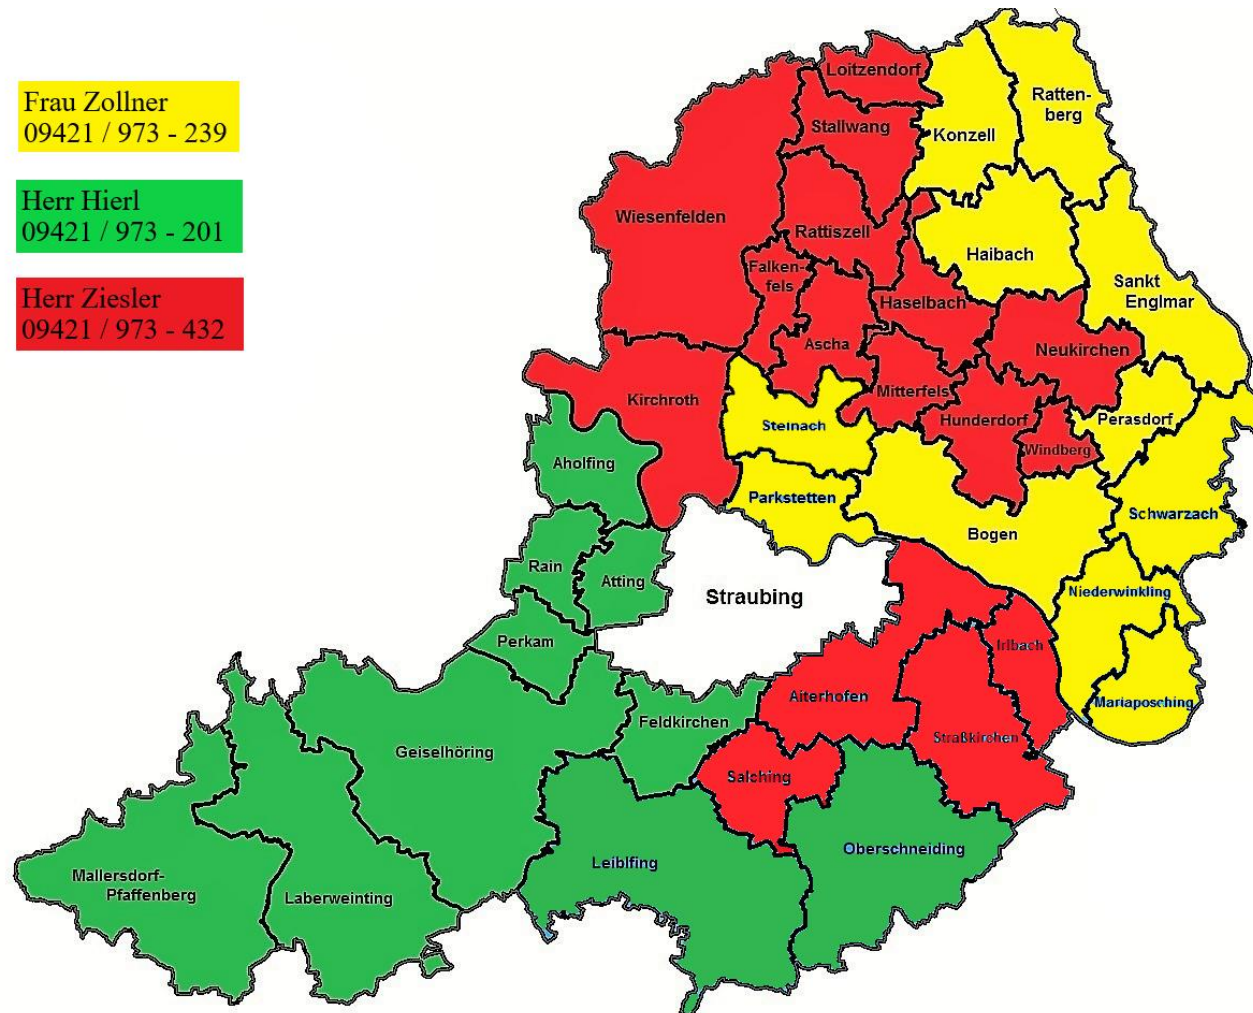 Frau Zollner
09421 / 973 - 239
Herr Hierl
09421 / 973 - 201
Herr Ziesler
09421 / 973 - 432
Loitzendorf
Stallwang
Konzell
Ratten-
berg
Wiesenfelden
Rattiszell
Haibach
Falken-
fels
Haselbach
Sankt
Englmar
Ascha
Neukirchen
Kirchroth
Mitterfels
Hunderdorf
Perasdorf
Steinach
Windberg
Aholfing
Parkstetten
Schwarzach
Bogen
Rain
Atting
Straubing
Niederwinkling
Perkam
Irlbach
Aiterhofen
Mariaposching
Feldkirchen
Geiselhöring
Straßkirchen
Salching
Leiblfing
Oberschneiding
Mallersdorf-
Pfaffenberg
Laberweinting